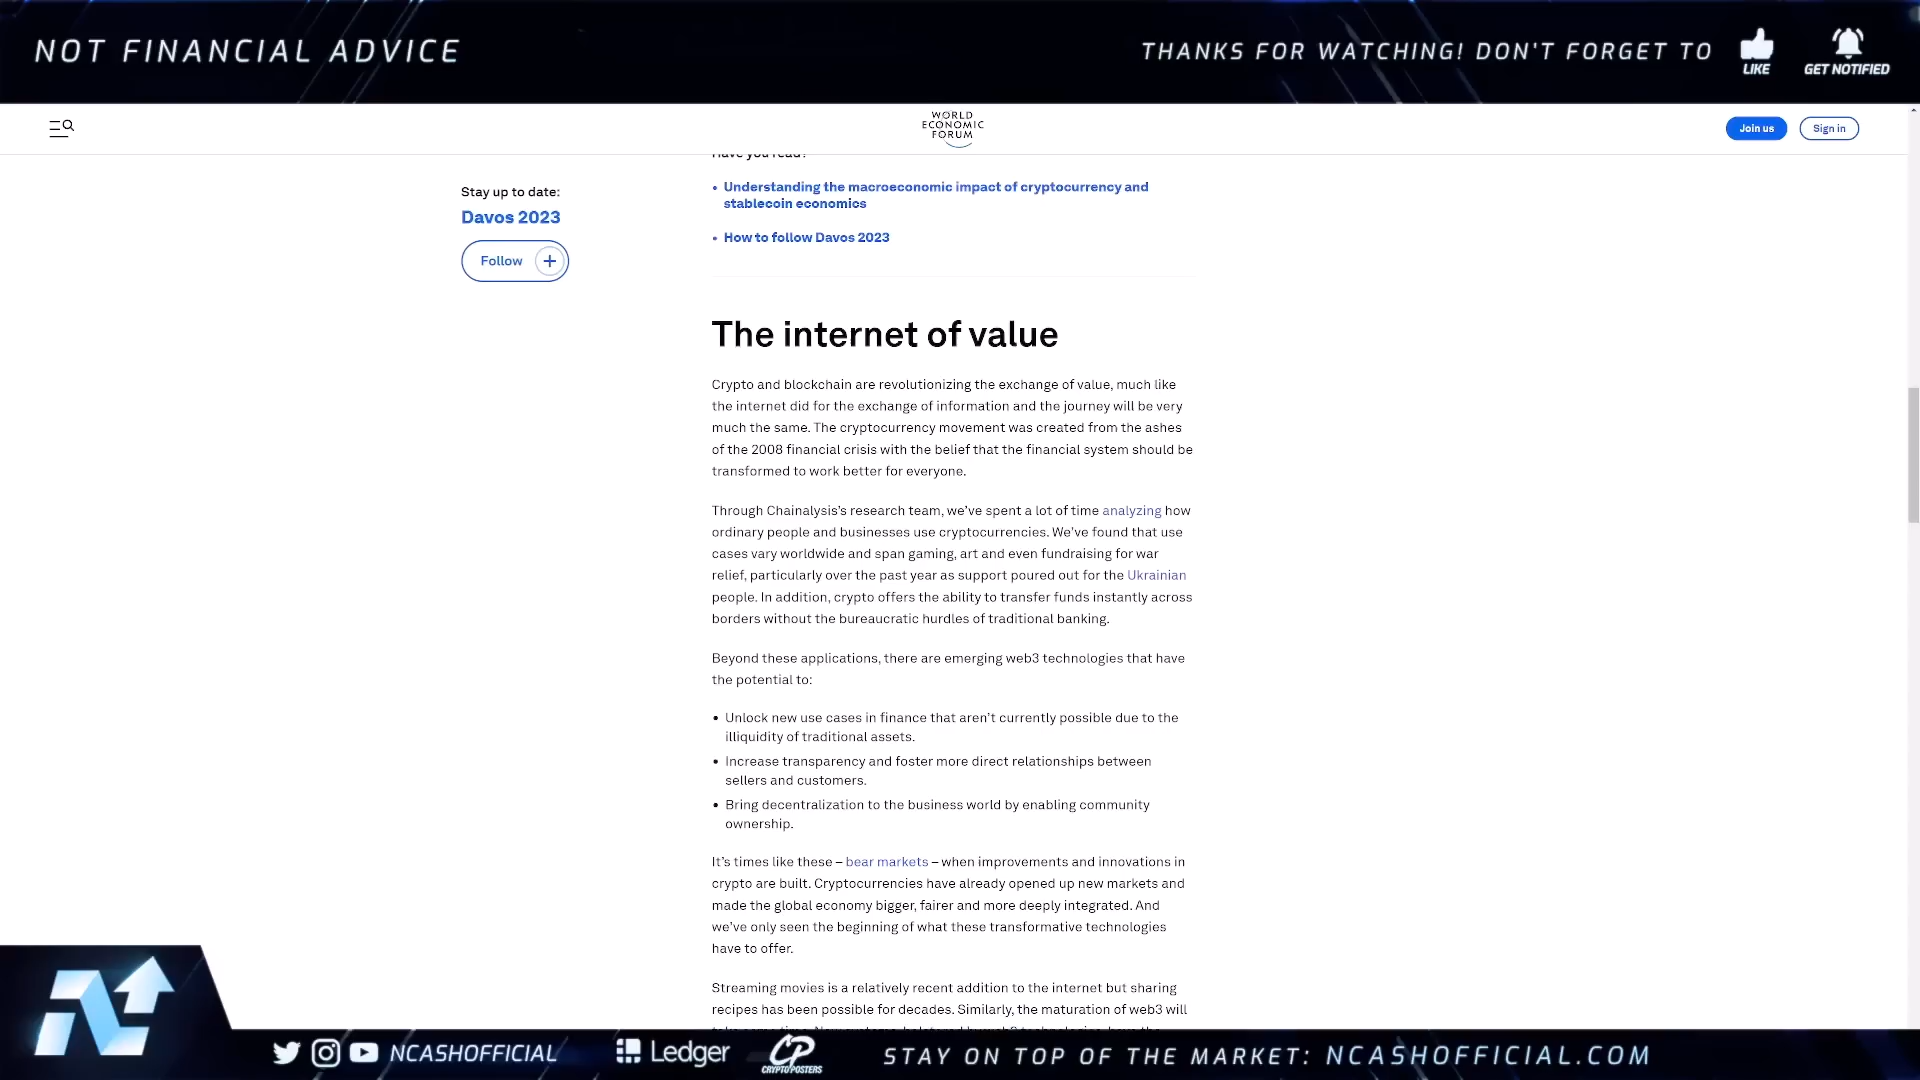 NOT FINANCIAL ADVICE
THANKS FOR WATCHING! DON'T FORGET TO
LIKE
GET NOTIFIED
WORLD
ECONOMIC
FORUM
Join us
Sign in
Have you read?
Stay up to date:
Davos 2023
Follow
• Understanding the macroeconomic impact of cryptocurrency and
stablecoin economics
• How to follow Davos 2023
The internet of value
Crypto and blockchain are revolutionizing the exchange of value, much like
the internet did for the exchange of information and the journey will be very
much the same. The cryptocurrency movement was created from the ashes
of the 2008 financial crisis with the belief that the financial system should be
transformed to work better for everyone.
Through Chainalysis's research team, we've spent a lot of time analyzing how
ordinary people and businesses use cryptocurrencies. We've found that use
cases vary worldwide and span gaming, art and even fundraising for war
relief, particularly over the past year as support poured out for the Ukrainian
people. In addition, crypto offers the ability to transfer funds instantly across
borders without the bureaucratic hurdles of traditional banking.
Beyond these applications, there are emerging web3 technologies that have
the potential to:
• Unlock new use cases in finance that aren't currently possible due to the
illiquidity of traditional assets.
• Increase transparency and foster more direct relationships between
sellers and customers.
• Bring decentralization to the business world by enabling community
ownership.
It's times like these – bear markets – when improvements and innovations in
crypto are built. Cryptocurrencies have already opened up new markets and
made the global economy bigger, fairer and more deeply integrated. And
we've only seen the beginning of what these transformative technologies
have to offer.
Streaming movies is a relatively recent addition to the internet but sharing
recipes has been possible for decades. Similarly, the maturation of web3 will
NCASHOFFICIAL
Ledger
CP
CRYPTOPOSTERS
STAY ON TOP OF THE MARKET: NCASHOFFICIAL.COM